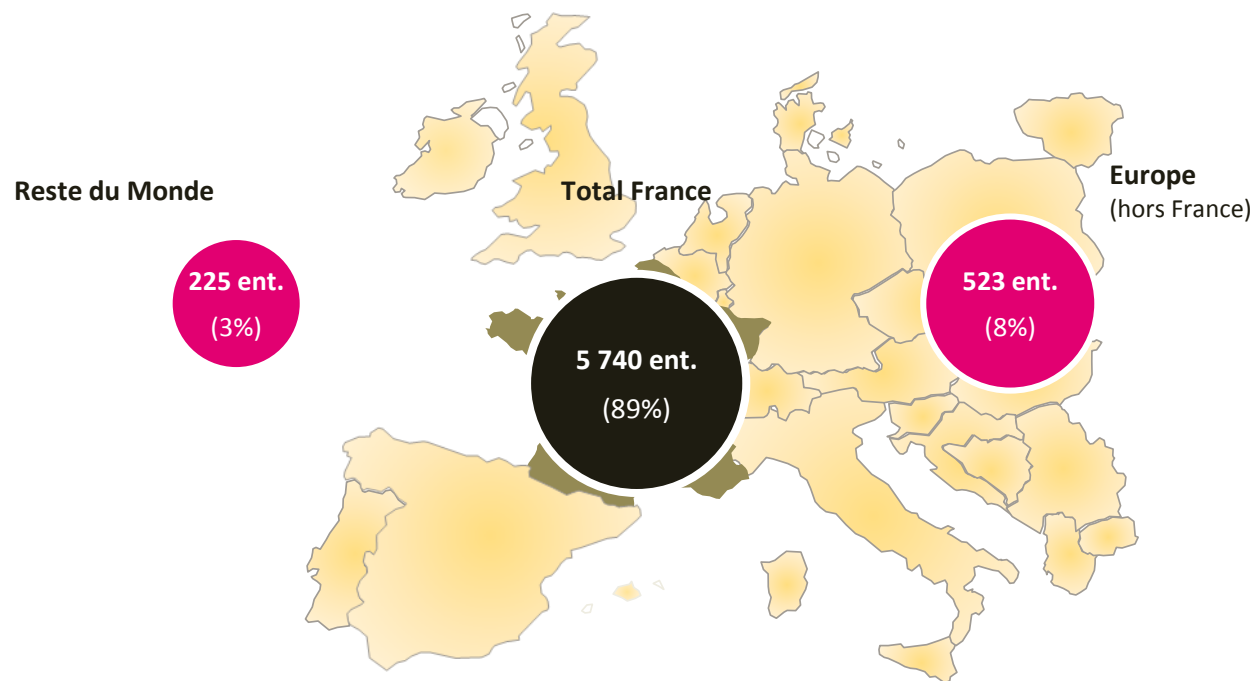 Reste du Monde
225 ent.
(3%)
Total France
5 740 ent.
(89%)
Europe
(hors France)
523 ent.
(8%)